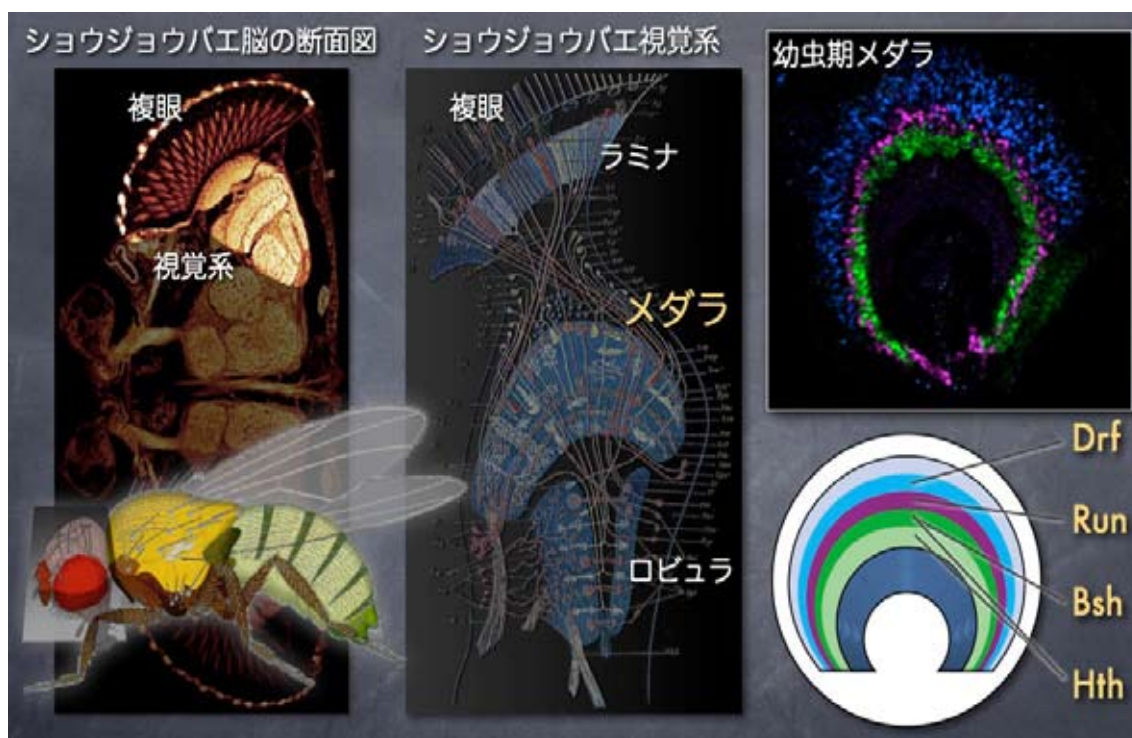 ショウジョウバエ脳の断面図
複眼
視覚系
ショウジョウバエ視覚系
複眼
ラミナ
メダラ
ロビュラ
幼虫期メダラ
Drf
Run
Bsh
Hth